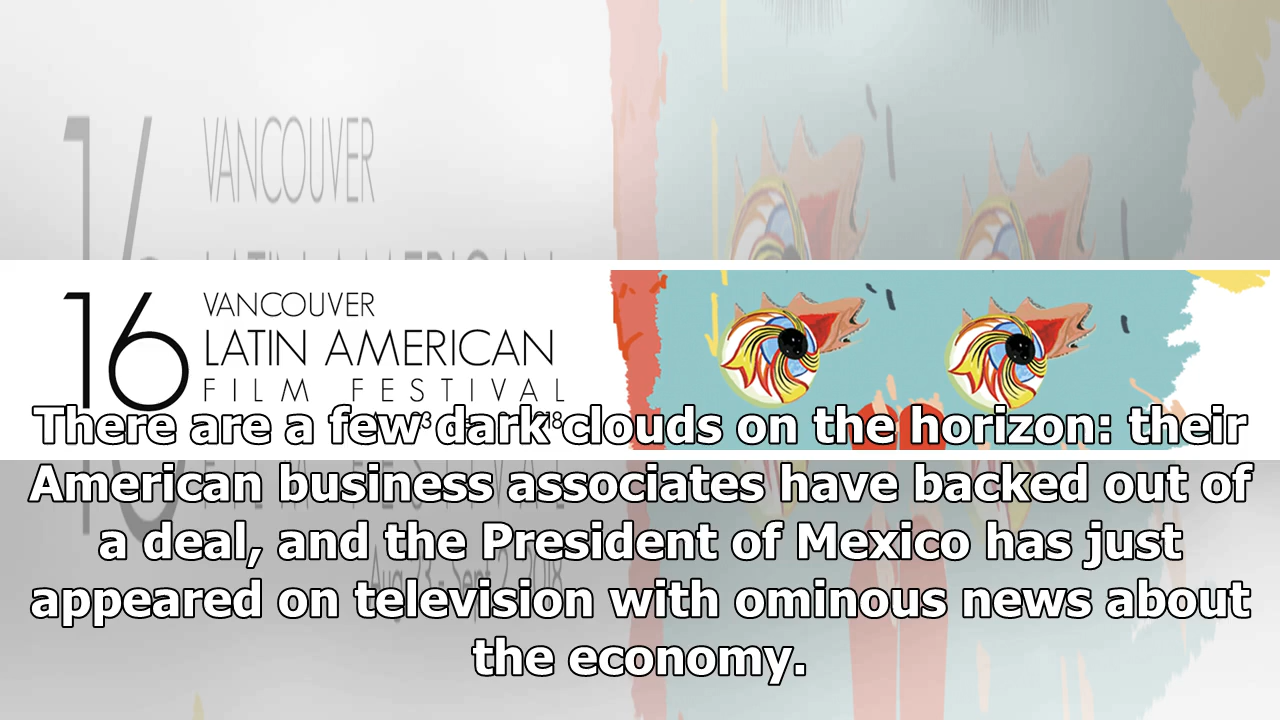 16
VANCOUVER
16
VANCOUVER
LATIN AMERICAN
FILM FESTIVAL
There are a few dark clouds on the horizon: their
American business associates have backed out of
a deal, and the President of Mexico has just
appeared on television with ominous news about
the economy.